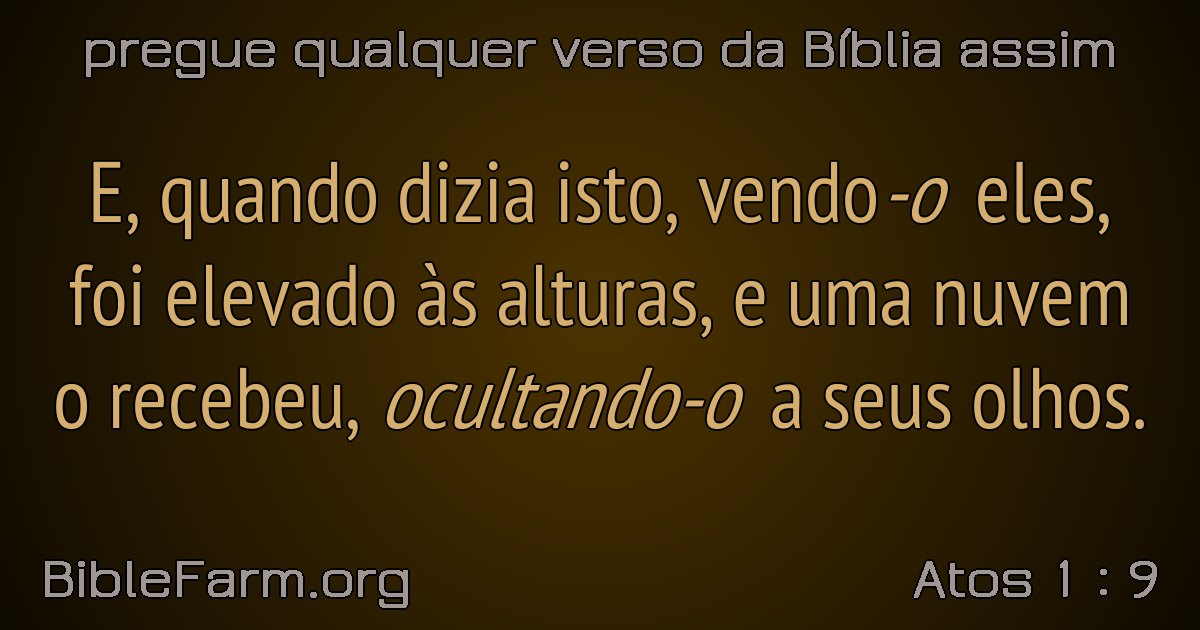 pregue qualquer verso da Bíblia assim
E, quando dizia isto, vendo-o eles,
foi elevado às alturas, e uma nuvem
o recebeu, ocultando-o a seus olhos.
BibleFarm.org
Atos 1 : 9